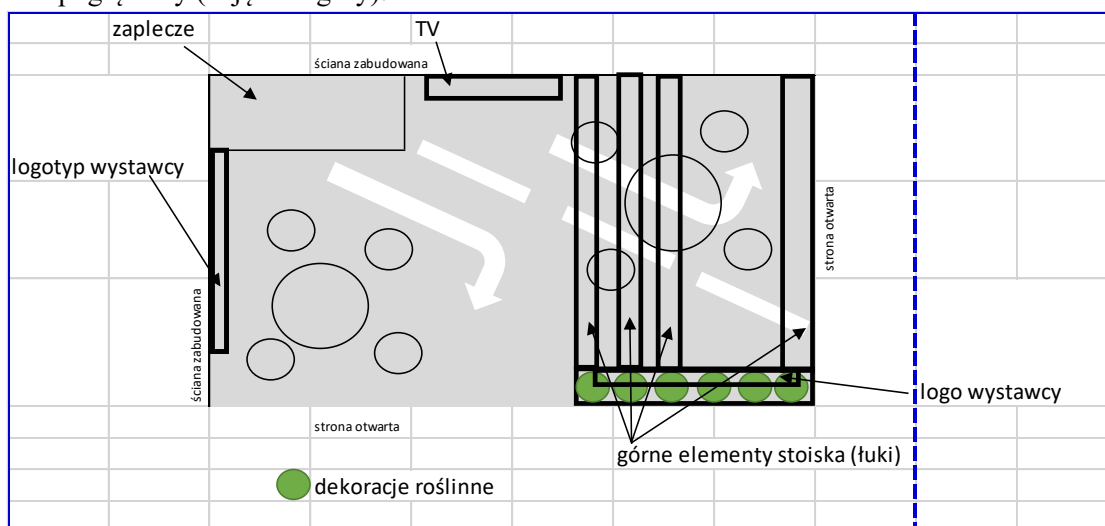 zaplecze
TV
ściana zabudowana
logotyp wystawcy
strona otwarta
ściana zabudowana
logo wystawcy
strona otwarta
górne elementy stoiska (łuki)
dekoracje roślinne